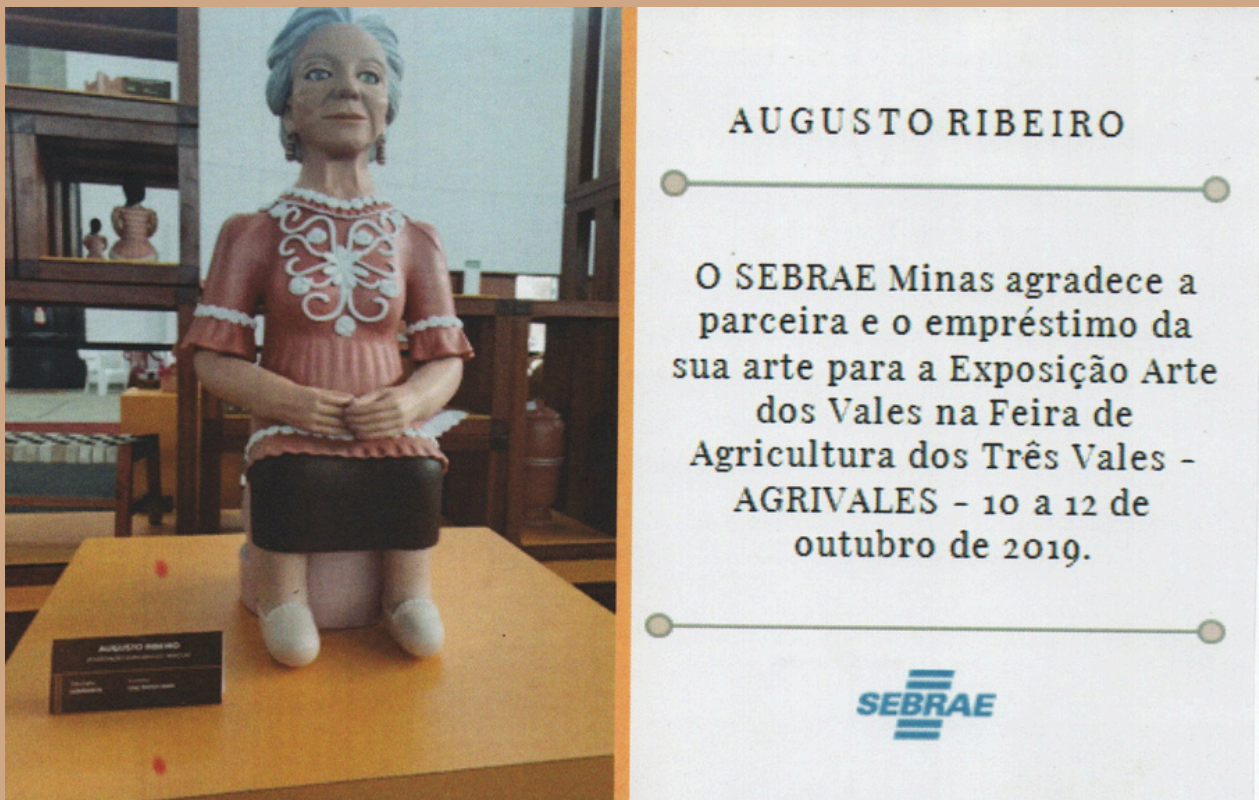 AUGUSTO RIBEIRO
O SEBRAE Minas agradece a
parceira e o empréstimo da
sua arte para a Exposição Arte
dos Vales na Feira de
Agricultura dos Três Vales -
AGRIVALES - 10 a 12 de
outubro de 2019.
SEBRAE
AUGUSTO RIBEIRO